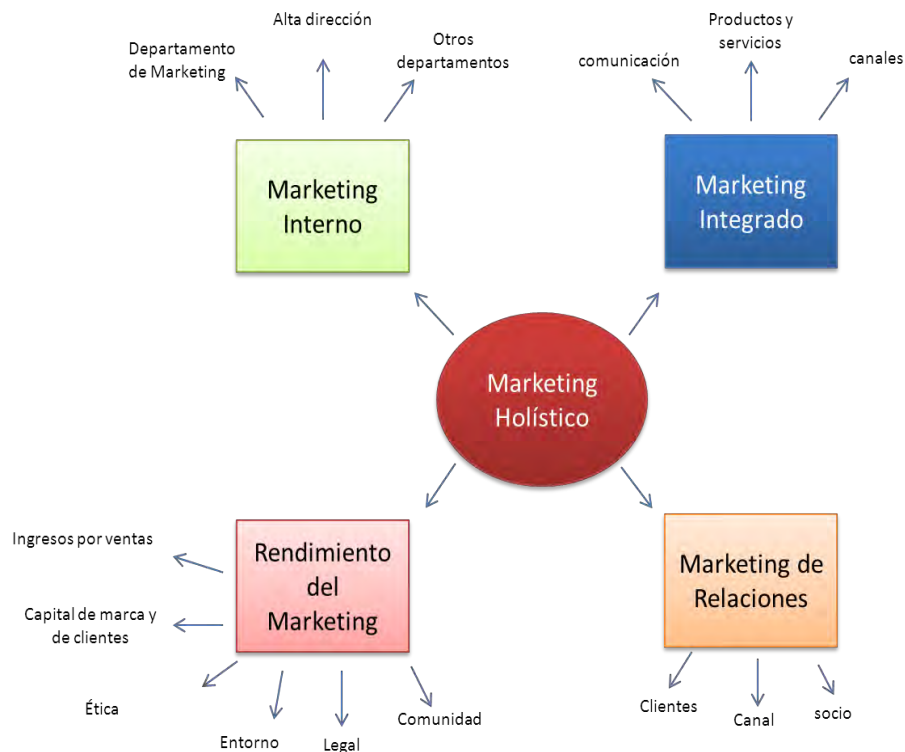 Alta dirección
Departamento
de Marketing
Otros
departamentos
Productos y
servicios
comunicación
canales
Marketing
Interno
Marketing
Integrado
Marketing
Holístico
Ingresos por ventas
Capital de marca y
de clientes
Rendimiento
del
Marketing
Marketing de
Relaciones
Ética
Entorno
Legal
Comunidad
Clientes
Canal
socio